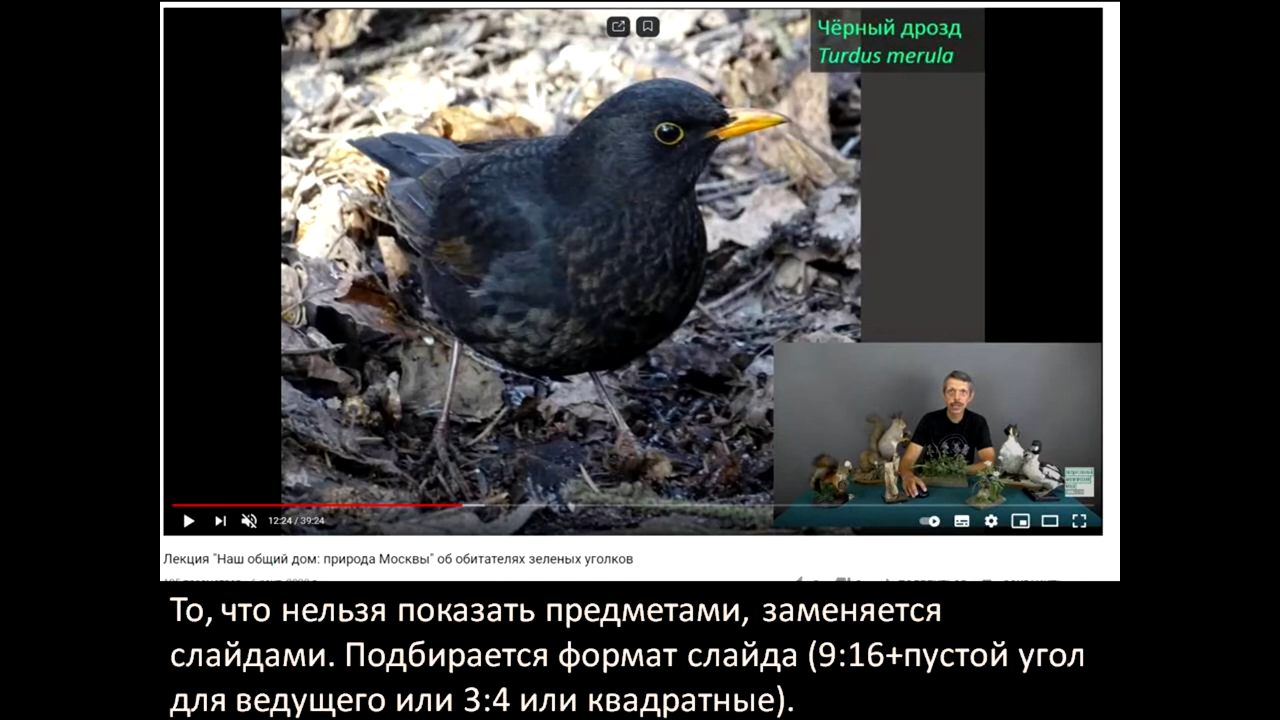 Чёрный дрозд
Turdus merula
12:24 / 39:24
Лекция "Наш общий дом: природа Москвы" об обитателях зеленых уголков
То, что нельзя показать предметами, заменяется
слайдами. Подбирается формат слайда (9:16+пустой угол
для ведущего или 3:4 или квадратные).